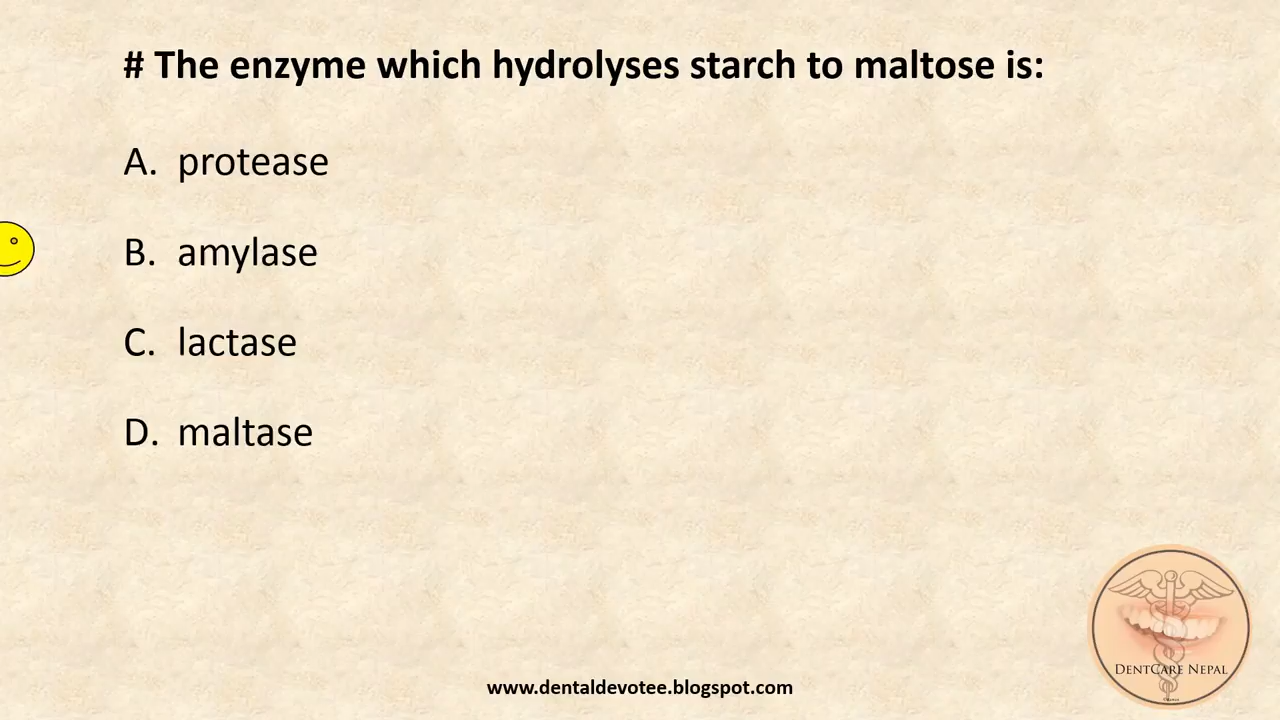 # The enzyme which hydrolyses starch to maltose is:
A. protease
B. amylase
C. lactase
D. maltase
DENTCARE NEPAL
www.dentaldevotee.blogspot.com